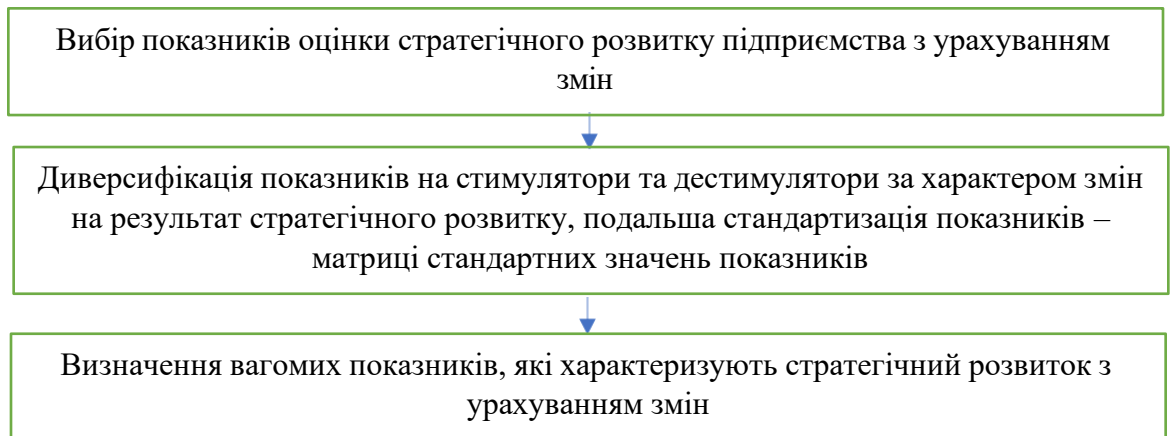 Вибір показників оцінки стратегічного розвитку підприємства з урахуванням
змін
Диверсифікація показників на стимулятори та дестимулятори за характером змін
на результат стратегічного розвитку, подальша стандартизація показників –
матриці стандартних значень показників
Визначення вагомих показників, які характеризують стратегічний розвиток з
урахуванням змін